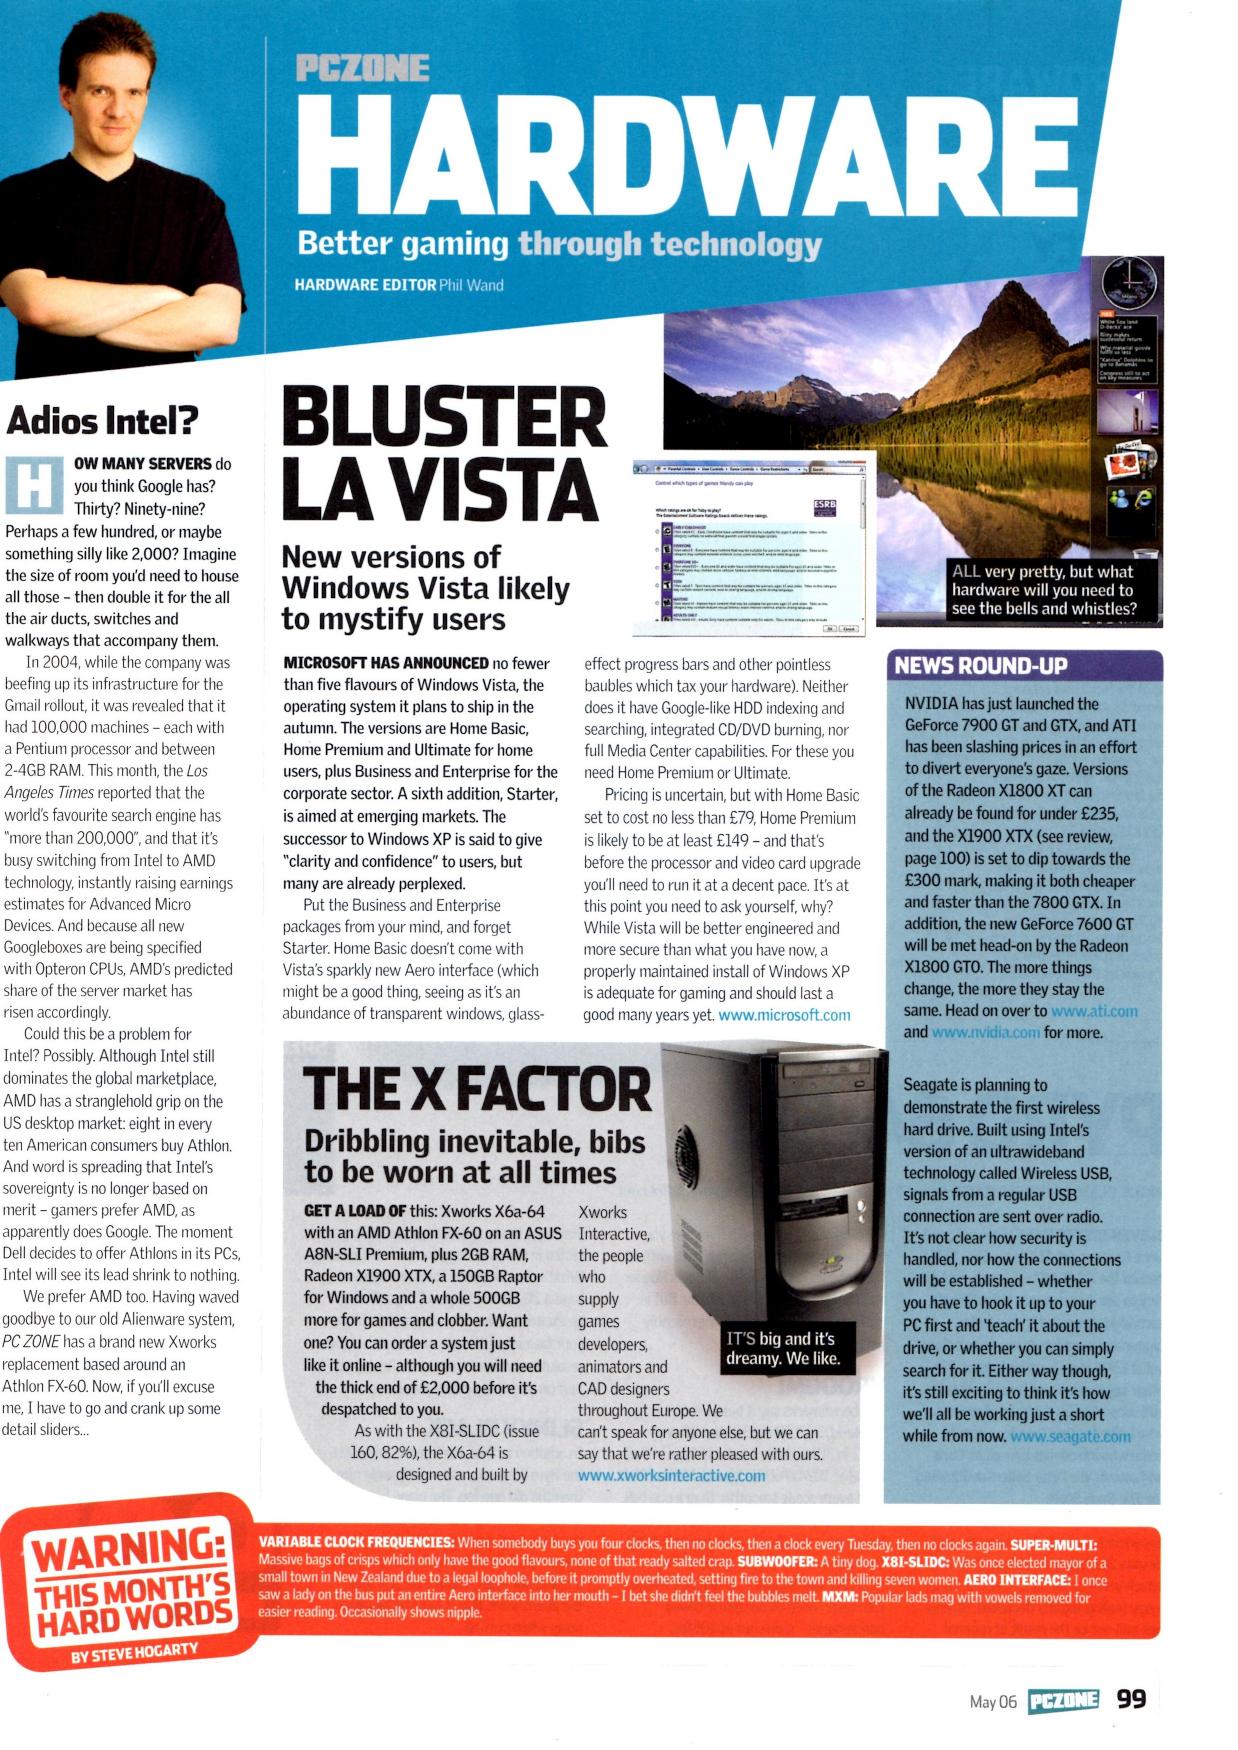 PCZONE
HARDWARE
Better gaming through technology
HARDWARE EDITOR Phil Wand
Adios Intel?
HOW MANY SERVERS do
you think Google has?
Thirty? Ninety-nine?
Perhaps a few hundred, or maybe
something silly like 2,000? Imagine
the size of room you'd need to house
all those – then double it for the all
the air ducts, switches and
walkways that accompany them.
In 2004, while the company was
beefing up its infrastructure for the
Gmail rollout, it was revealed that it
had 100,000 machines – each with
a Pentium processor and between
2-4GB RAM. This month, the Los
Angeles Times reported that the
world's favourite search engine has
"more than 200,000", and that it's
busy switching from Intel to AMD
technology, instantly raising earnings
estimates for Advanced Micro
Devices. And because all new
Googleboxes are being specified
with Opteron CPUs, AMD's predicted
share of the server market has
risen accordingly.
Could this be a problem for
Intel? Possibly. Although Intel still
dominates the global marketplace,
AMD has a stranglehold grip on the
US desktop market: eight in every
ten American consumers buy Athlon.
And word is spreading that Intel's
sovereignty is no longer based on
merit – gamers prefer AMD, as
apparently does Google. The moment
Dell decides to offer Athlons in its PCs,
Intel will see its lead shrink to nothing.
We prefer AMD too. Having waved
goodbye to our old Alienware system,
PC ZONE has a brand new Xworks
replacement based around an
Athlon FX-60. Now, if you'll excuse
me, I have to go and crank up some
detail sliders...
BLUSTER
LA VISTA
New versions of
Windows Vista likely
to mystify users
MICROSOFT HAS ANNOUNCED no fewer
than five flavours of Windows Vista, the
operating system it plans to ship in the
autumn. The versions are Home Basic,
Home Premium and Ultimate for home
users, plus Business and Enterprise for the
corporate sector. A sixth addition, Starter,
is aimed at emerging markets. The
successor to Windows XP is said to give
"clarity and confidence" to users, but
many are already perplexed.
Put the Business and Enterprise
packages from your mind, and forget
Starter. Home Basic doesn't come with
Vista's sparkly new Aero interface (which
might be a good thing, seeing as it's an
abundance of transparent windows, glass-
effect progress bars and other pointless
baubles which tax your hardware). Neither
does it have Google-like HDD indexing and
searching, integrated CD/DVD burning, nor
full Media Center capabilities. For these you
need Home Premium or Ultimate.
Pricing is uncertain, but with Home Basic
set to cost no less than £79, Home Premium
is likely to be at least £149 – and that's
before the processor and video card upgrade
you'll need to run it at a decent pace. It's at
this point you need to ask yourself, why?
While Vista will be better engineered and
more secure than what you have now, a
properly maintained install of Windows XP
is adequate for gaming and should last a
good many years yet. www.microsoft.com
Control which types of games Mandy can play
Which ratings are ok for Toby to play?
ESRB
ALL very pretty, but what
hardware will you need to
see the bells and whistles?
THE X FACTOR
Dribbling inevitable, bibs
to be worn at all times
GET A LOAD OF this: Xworks X6a-64
with an AMD Athlon FX-60 on an ASUS
A8N-SLI Premium, plus 2GB RAM,
Radeon X1900 XTX, a 150GB Raptor
for Windows and a whole 500GB
more for games and clobber. Want
one? You can order a system just
like it online – although you will need
the thick end of £2,000 before it's
despatched to you.
As with the X8I-SLIDC (issue
160, 82%), the X6a-64 is
designed and built by
Xworks
Interactive,
the people
who
supply
games
developers,
animators and
CAD designers
throughout Europe. We
can't speak for anyone else, but we can
say that we're rather pleased with ours.
www.xworksinteractive.com
IT'S big and it's
dreamy. We like.
NEWS ROUND-UP
NVIDIA has just launched the
GeForce 7900 GT and GTX, and ATI
has been slashing prices in an effort
to divert everyone's gaze. Versions
of the Radeon X1800 XT can
already be found for under £235,
and the X1900 XTX (see review,
page 100) is set to dip towards the
£300 mark, making it both cheaper
and faster than the 7800 GTX. In
addition, the new GeForce 7600 GT
will be met head-on by the Radeon
X1800 GTO. The more things
change, the more they stay the
same. Head on over to www.ati.com
and www.nvidia.com for more.
Seagate is planning to
demonstrate the first wireless
hard drive. Built using Intel's
version of an ultrawideband
technology called Wireless USB,
signals from a regular USB
connection are sent over radio.
It's not clear how security is
handled, nor how the connections
will be established – whether
you have to hook it up to your
PC first and 'teach' it about the
drive, or whether you can simply
search for it. Either way though,
it's still exciting to think it's how
we'll all be working just a short
while from now. www.seagate.com
WARNING:
THIS MONTH'S
HARD WORDS
BY STEVE HOGARTY
VARIABLE CLOCK FREQUENCIES: When somebody buys you four clocks, then no clocks, then a clock every Tuesday, then no clocks again. SUPER-MULTI:
Massive bags of crisps which only have the good flavours, none of that ready salted crap. SUBWOOFER: A tiny dog. X8I-SLIDC: Was once elected mayor of a
small town in New Zealand due to a legal loophole, before it promptly overheated, setting fire to the town and killing seven women. AERO INTERFACE: I once
saw a lady on the bus put an entire Aero interface into her mouth – I bet she didn't feel the bubbles melt. MXM: Popular lads mag with vowels removed for
easier reading. Occasionally shows nipple.
May 06 PCZONE 99